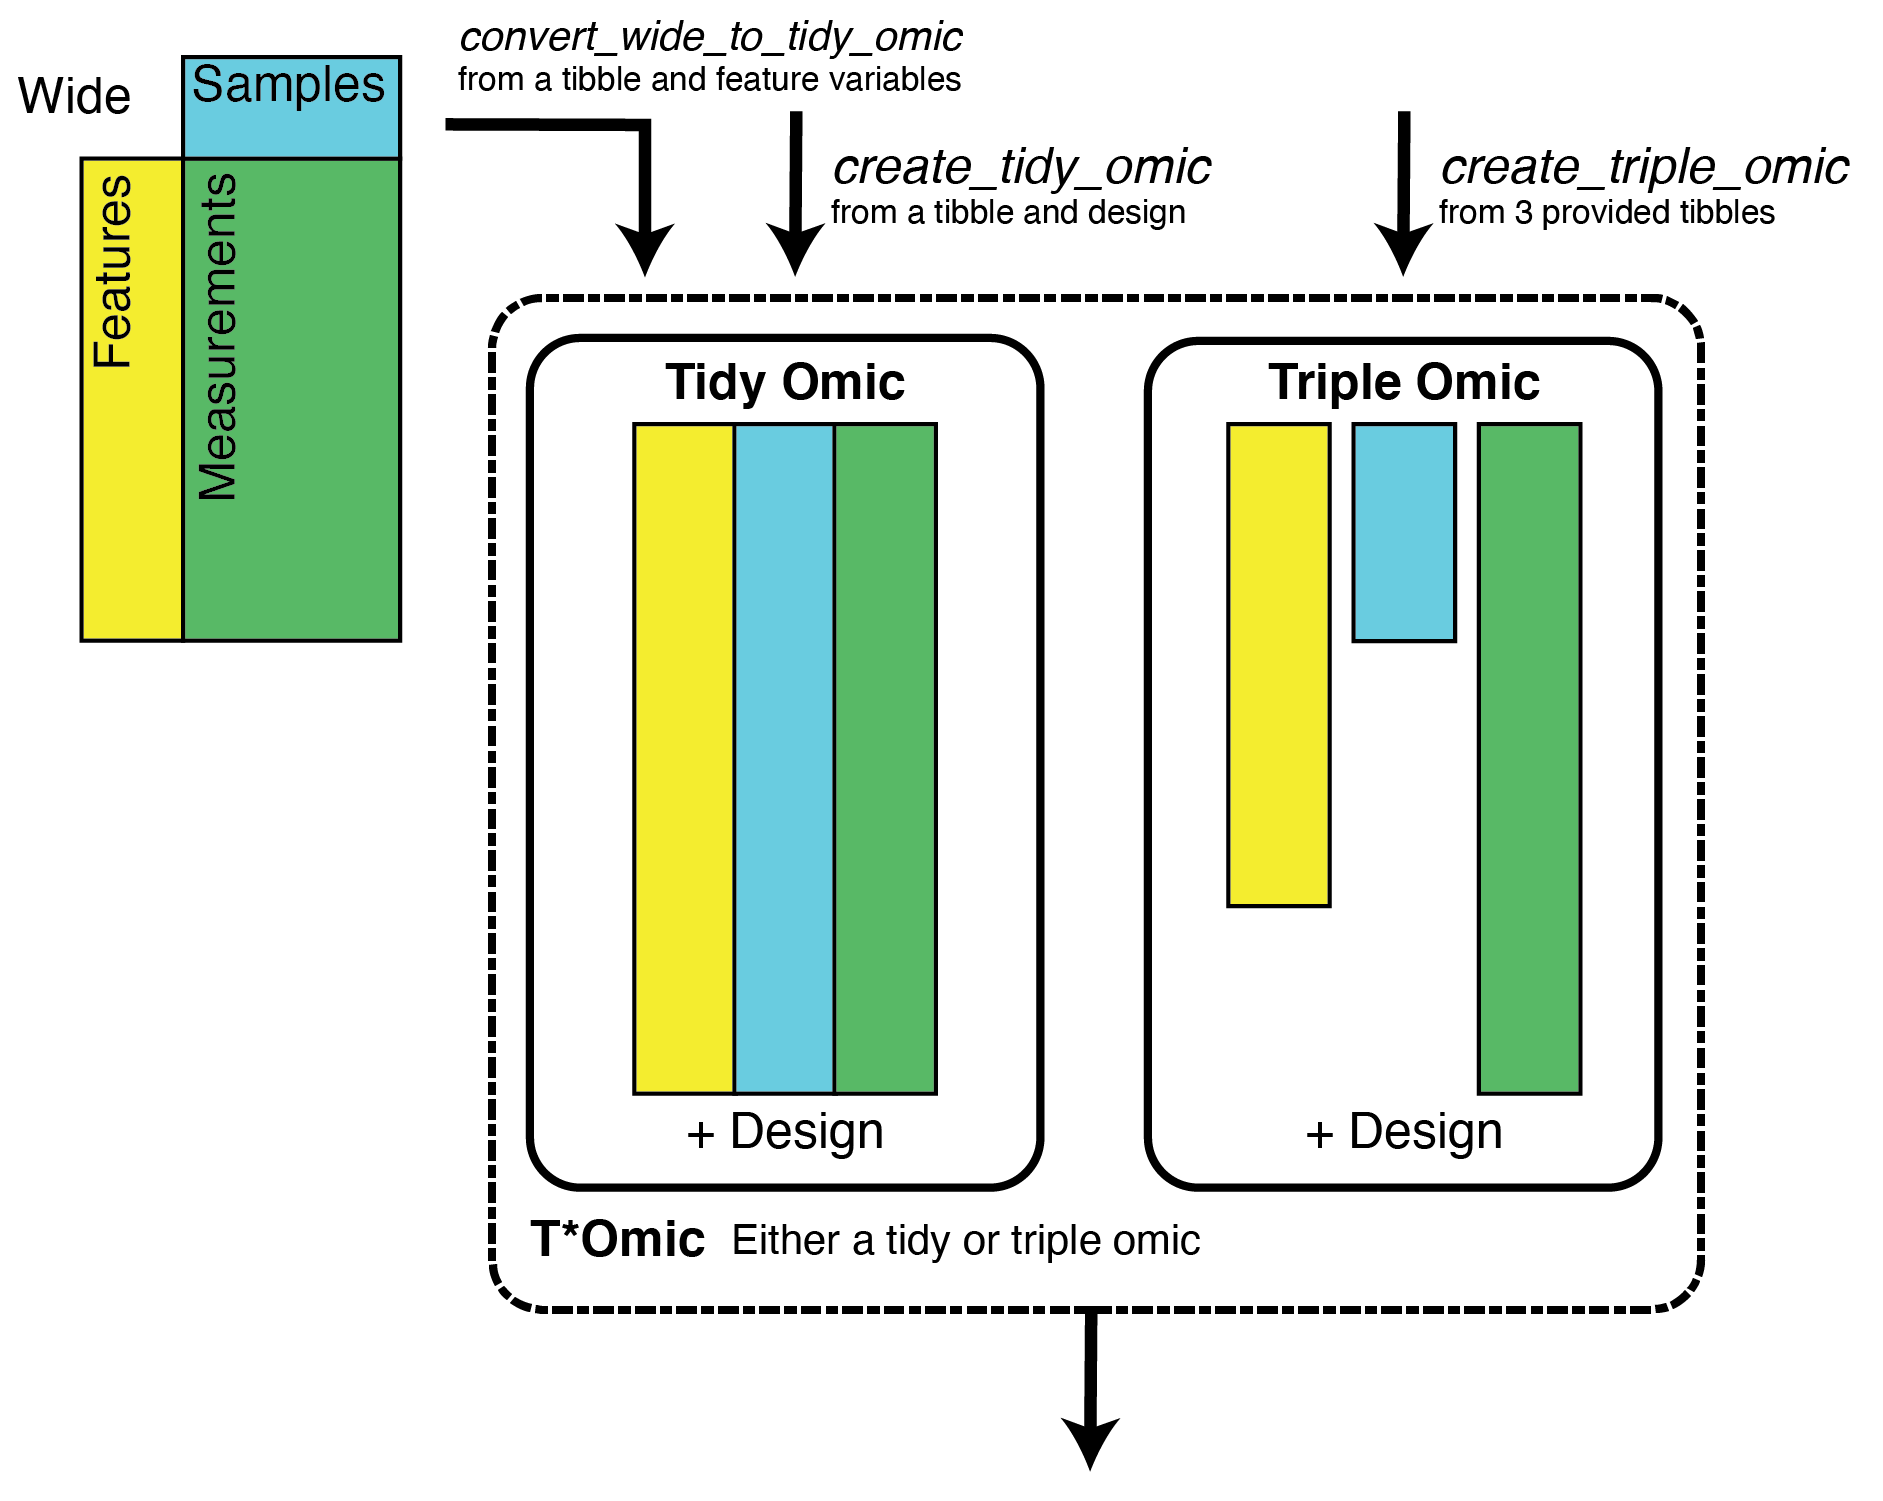 convert_wide_to_tidy_omic
from a tibble and feature variables
Wide
Samples
Features
Measurements
create_tidy_omic
from a tibble and design
create_triple_omic
from 3 provided tibbles
Tidy Omic
+ Design
Triple Omic
+ Design
T*Omic Either a tidy or triple omic